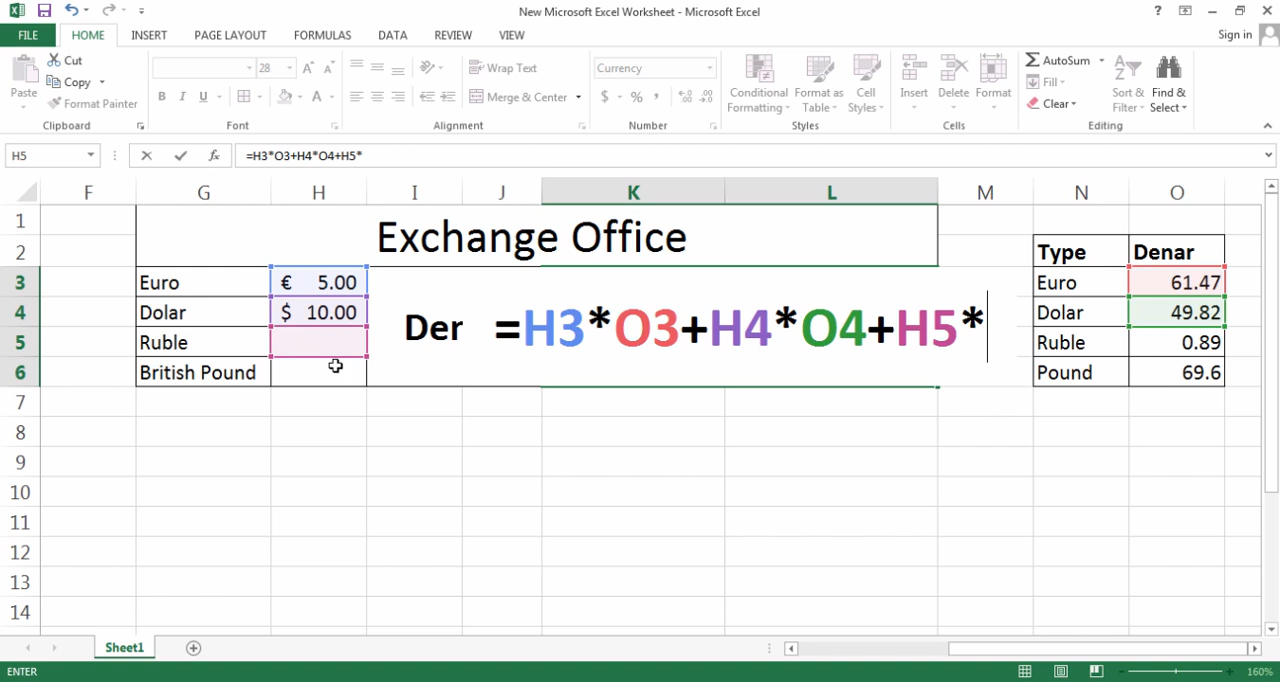 New Microsoft Excel Worksheet - Microsoft Excel
?
FILE HOME INSERT PAGE LAYOUT FORMULAS DATA REVIEW VIEW Sign in
Paste
Cut
Copy
Format Painter
Clipboard
28
B I U
Font
Wrap Text
Merge & Center
Alignment
Currency
$ % ,
Number
Conditional Formatting
Format as Table
Cell Styles
Styles
Insert
Delete
Format
Cells
AutoSum
Fill
Clear
Sort & Filter
Find & Select
Editing
H5 fx =H3*O3+H4*O4+H5*
F G H I J K L M N O
1 Exchange Office
2 Type Denar
3 Euro € 5.00 Euro 61.47
4 Dolar $ 10.00 Dolar 49.82
Der =H3*O3+H4*O4+H5*
5 Ruble Ruble 0.89
6 British Pound Pound 69.6
7
8
9
10
11
12
13
14
Sheet1
ENTER 160%